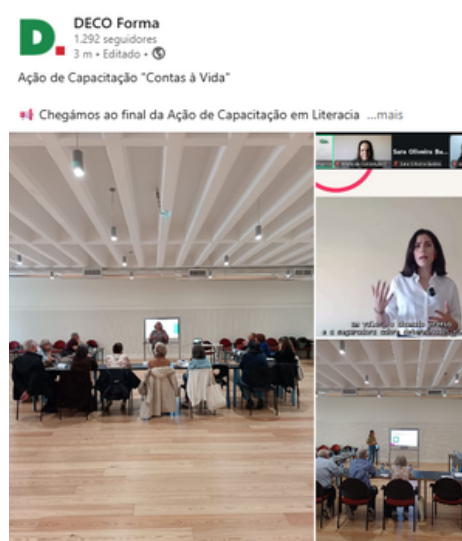 D.
DECO Forma
1.292 seguidores
3 m • Editado •
Ação de Capacitação "Contas à Vida"
Chegámos ao final da Ação de Capacitação em Literacia ...mais
Sara Oliveira Ba...